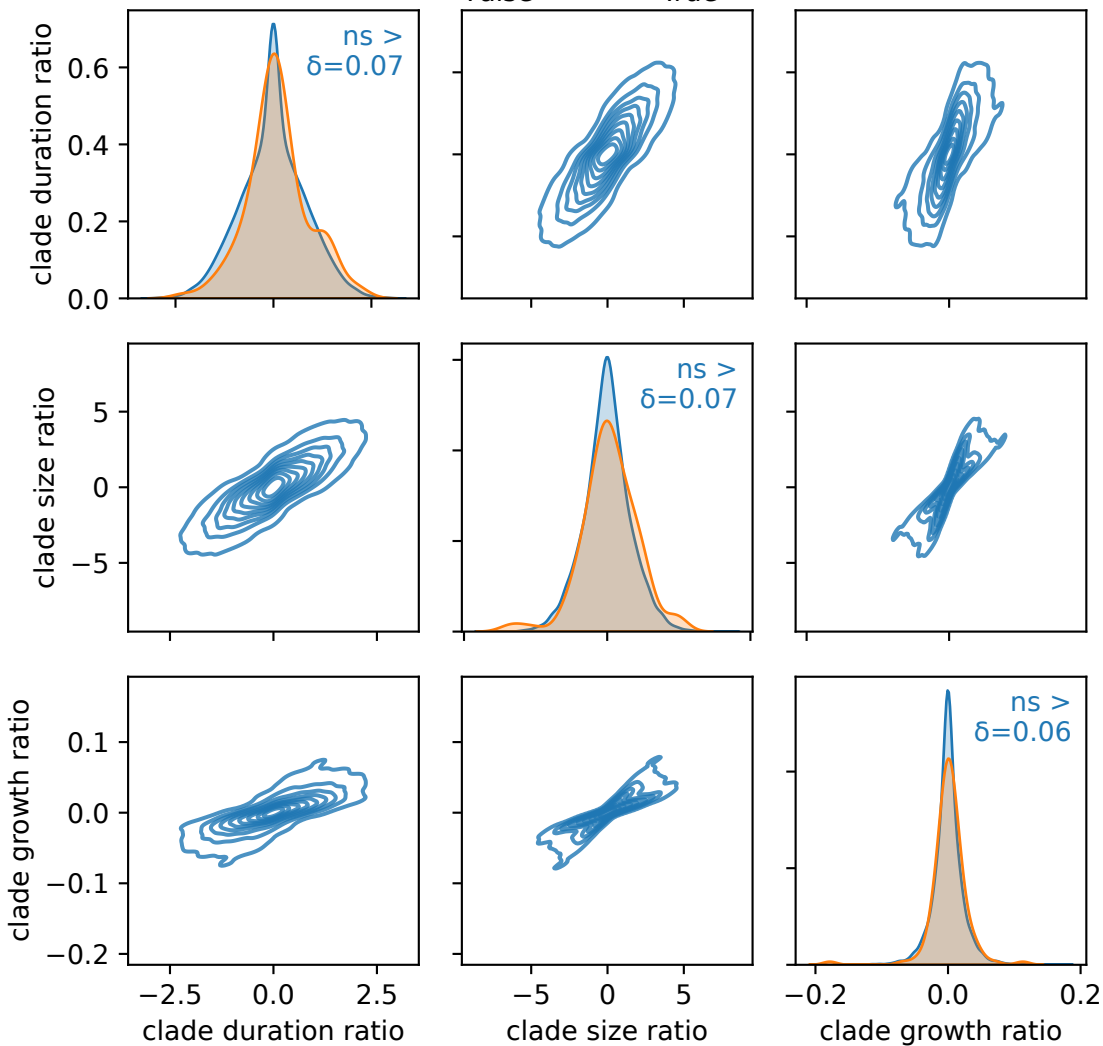 clade duration ratio
0.6
0.4
0.2
0.0
ns >
δ=0.07
clade size ratio
5
0
−5
ns >
δ=0.07
clade growth ratio
0.1
0.0
−0.1
−0.2
ns >
δ=0.06
−2.5 0.0 2.5
−5 0 5
−0.2 0.0 0.2
clade duration ratio
clade size ratio
clade growth ratio